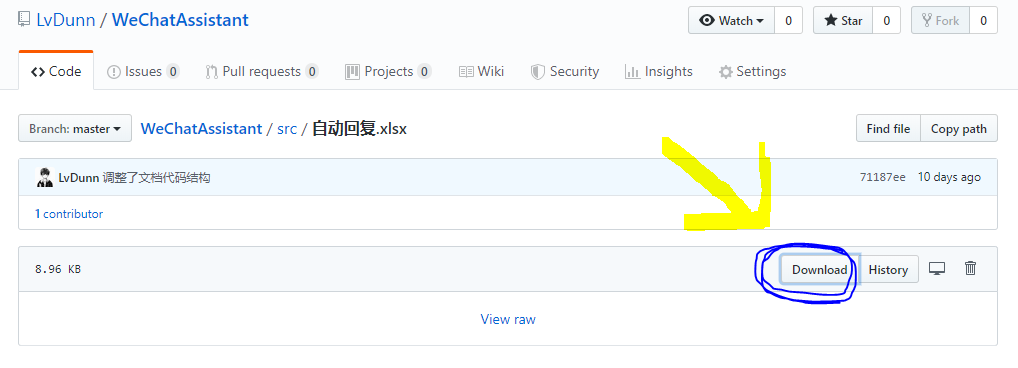 LvDunn / WeChatAssistant Watch 0 Star 0 Fork 0
Code Issues 0 Pull requests 0 Projects 0 Wiki Security Insights Settings
Branch: master WeChatAssistant / src / 自动回复.xlsx Find file Copy path
LvDunn 调整了文档代码结构 71187ee 10 days ago
1 contributor
8.96 KB Download History
View raw